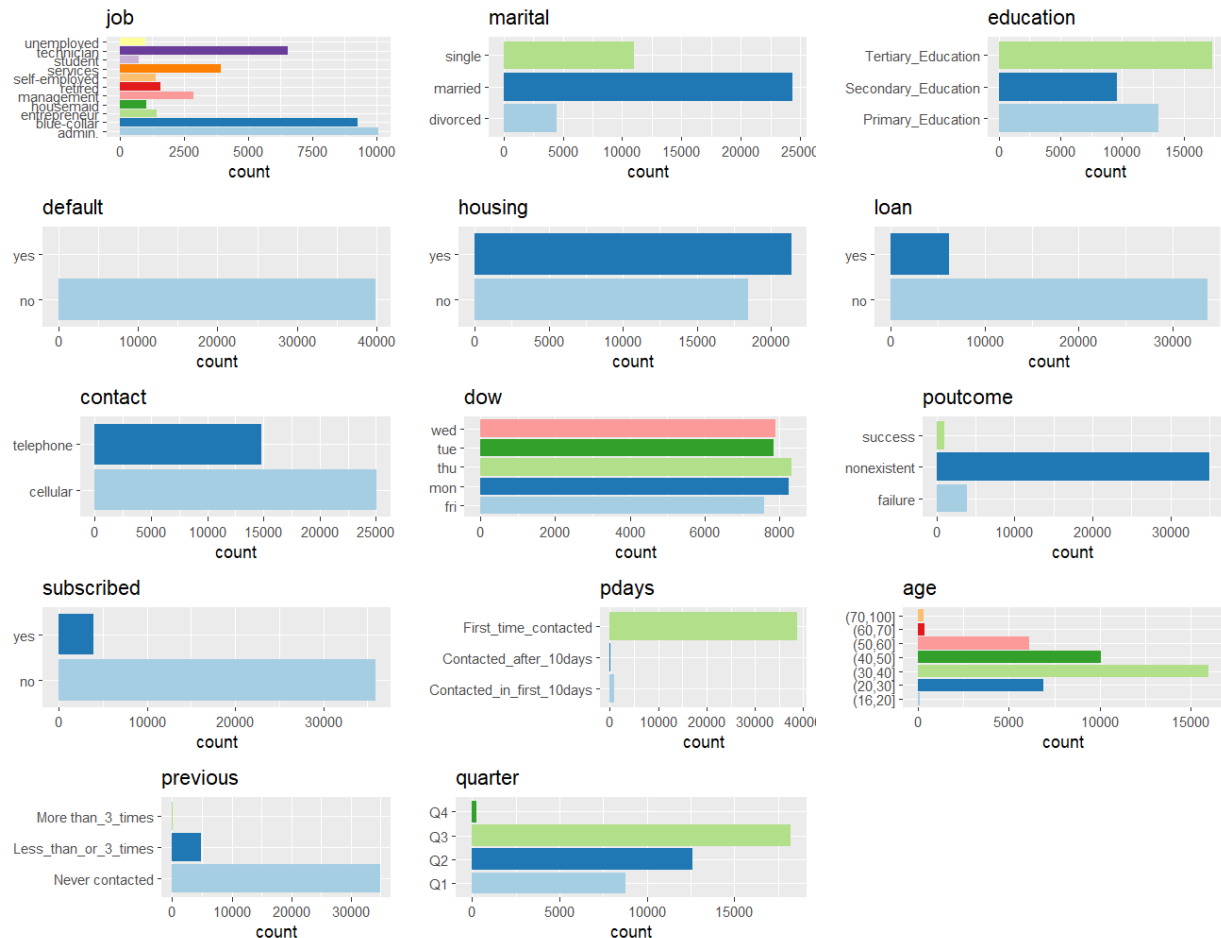 job
unemployed
technician
student
services
self-employed
retired
management
housemaid
entrepreneur
blue-collar
admin.
0 2500 5000 7500 10000
count
marital
single
married
divorced
0 5000 10000 15000 20000 25000
count
education
Tertiary_Education
Secondary_Education
Primary_Education
0 5000 10000 15000
count
default
yes
no
0 10000 20000 30000 40000
count
housing
yes
no
0 5000 10000 15000 20000
count
loan
yes
no
0 10000 20000 30000
count
contact
telephone
cellular
0 5000 10000 15000 20000 25000
count
dow
wed
tue
thu
mon
fri
0 2000 4000 6000 8000
count
poutcome
success
nonexistent
failure
0 10000 20000 30000
count
subscribed
yes
no
0 10000 20000 30000
count
pdays
First_time_contacted
Contacted_after_10days
Contacted_in_first_10days
0 10000 20000 30000 40000
count
age
(70,100]
(60,70]
(50,60]
(40,50]
(30,40]
(20,30]
(16,20]
0 5000 10000 15000
count
previous
More than_3_times
Less_than_or_3_times
Never contacted
0 10000 20000 30000
count
quarter
Q4
Q3
Q2
Q1
0 5000 10000 15000
count